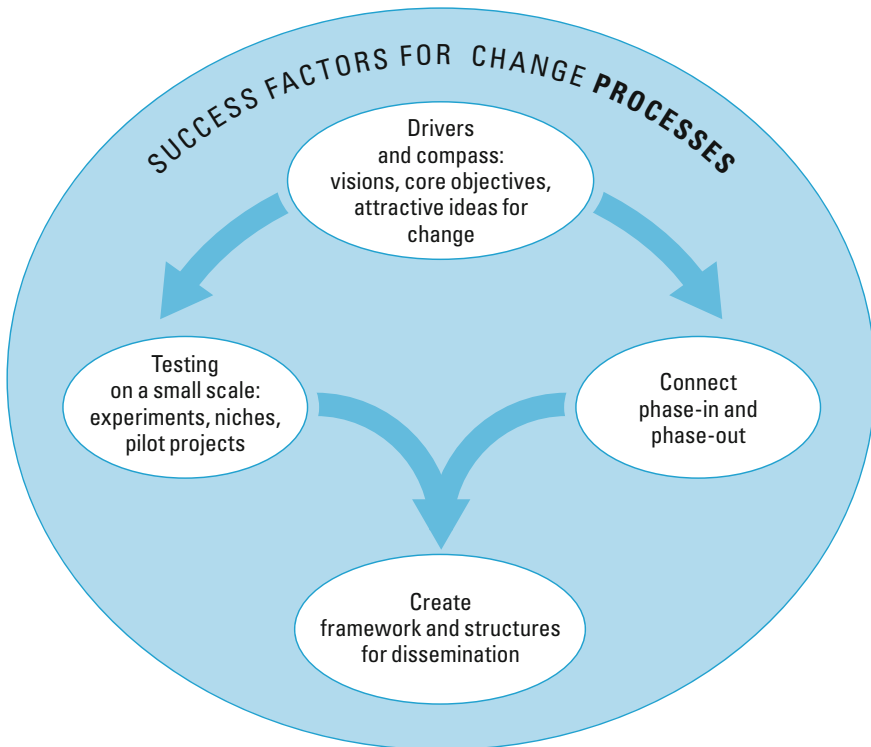 SUCCESS FACTORS FOR CHANGE PROCESSES
Drivers
and compass:
visions, core objectives,
attractive ideas for
change
Testing
on a small scale:
experiments, niches,
pilot projects
Connect
phase-in and
phase-out
Create
framework and structures
for dissemination